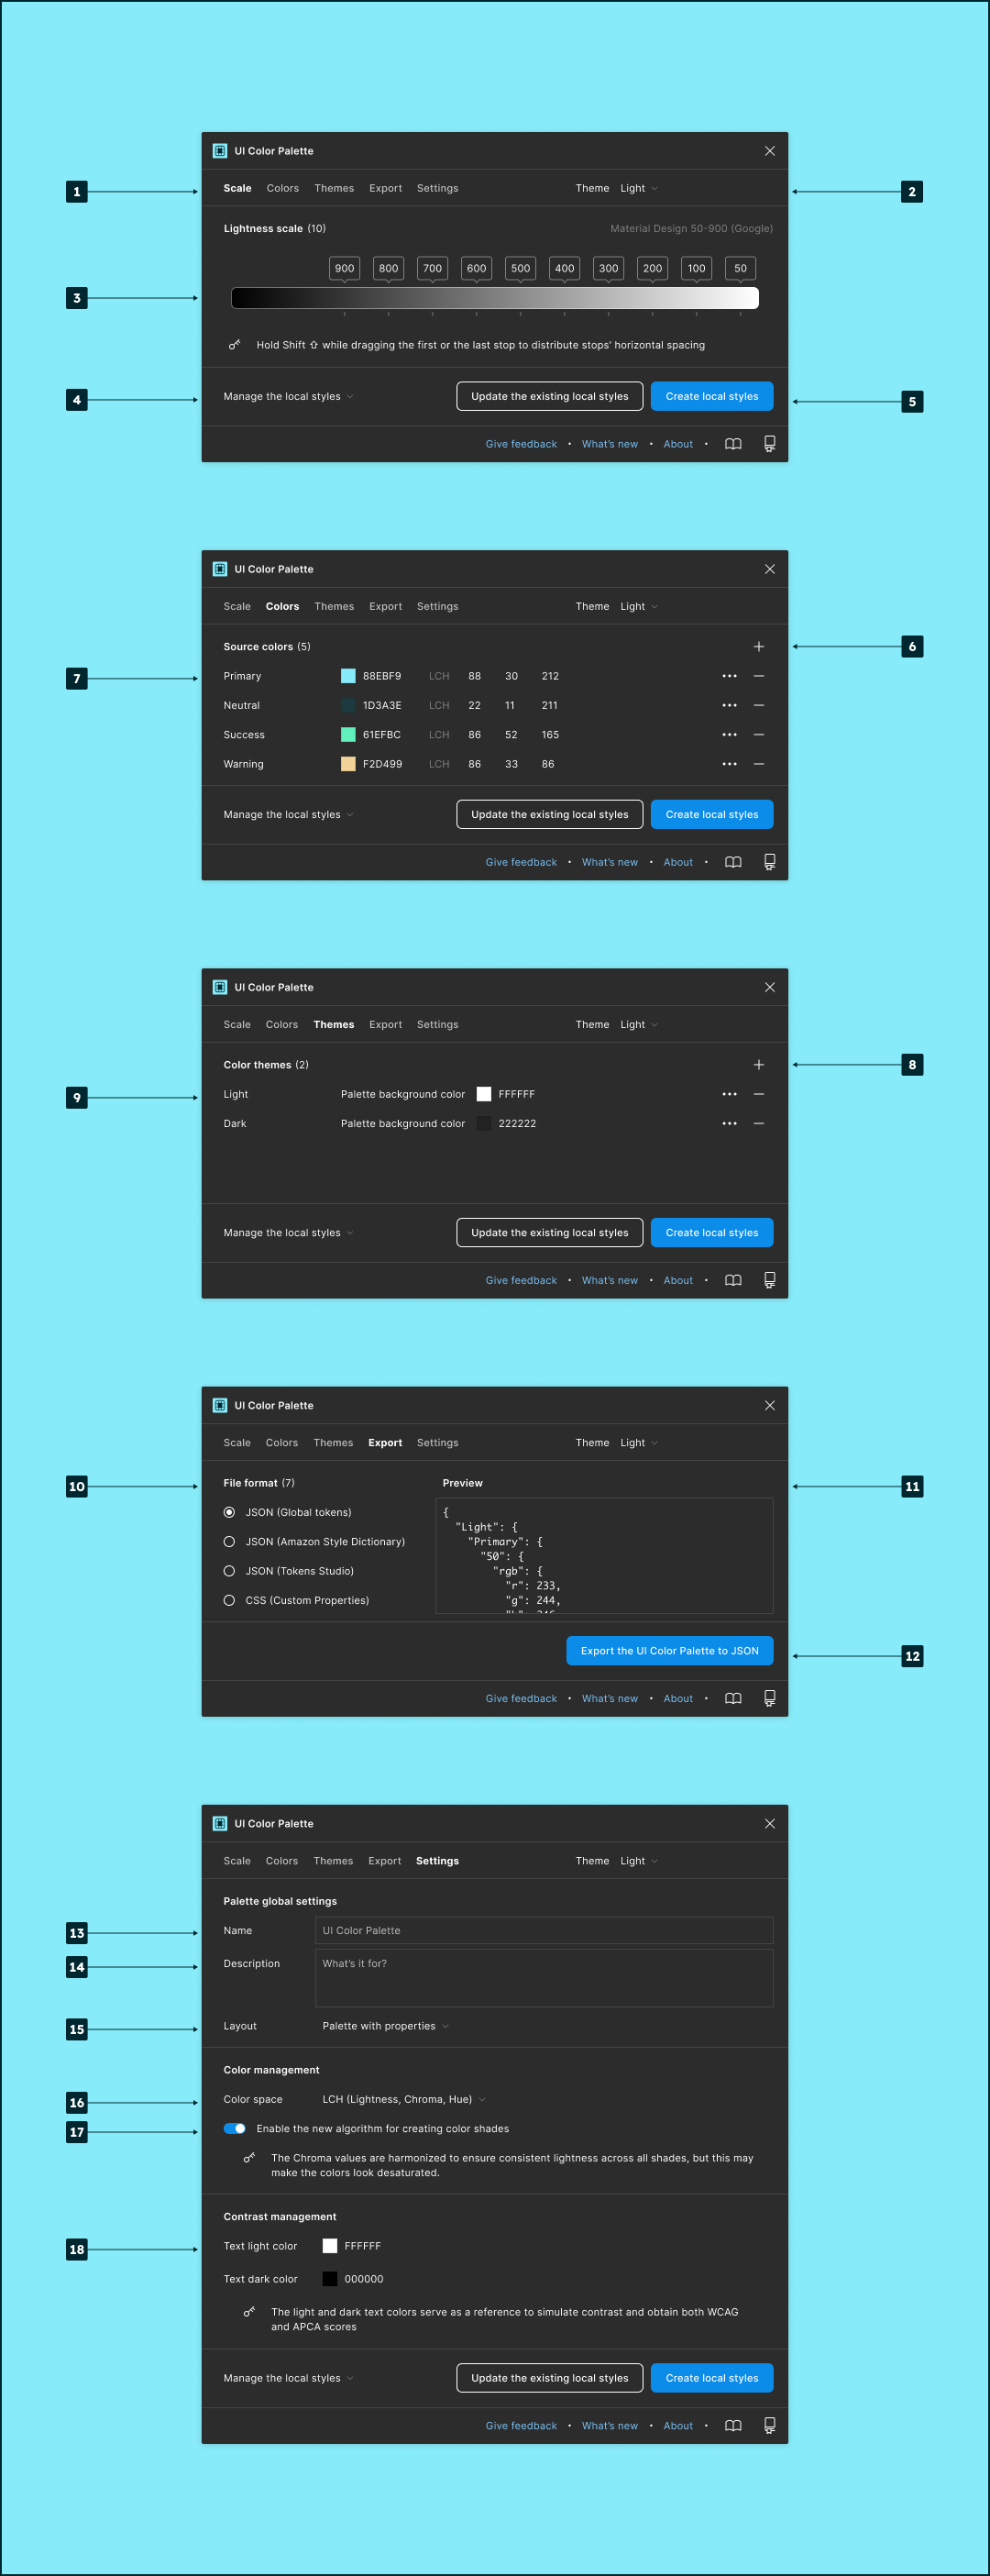 UI Color Palette
1
Scale Colors Themes Export Settings Theme Light
2
Lightness scale (10) Material Design 50-900 (Google)
900 800 700 600 500 400 300 200 100 50
3
Hold Shift ⇧ while dragging the first or the last stop to distribute stops' horizontal spacing
4
Manage the local styles Update the existing local styles Create local styles
5
Give feedback • What's new • About •
UI Color Palette
Scale Colors Themes Export Settings Theme Light
Source colors (5)
6
7
Primary 88EBF9 LCH 88 30 212
Neutral 1D3A3E LCH 22 11 211
Success 61EFBC LCH 86 52 165
Warning F2D499 LCH 86 33 86
Manage the local styles Update the existing local styles Create local styles
Give feedback • What's new • About •
UI Color Palette
Scale Colors Themes Export Settings Theme Light
Color themes (2)
8
9
Light Palette background color FFFFFF
Dark Palette background color 222222
Manage the local styles Update the existing local styles Create local styles
Give feedback • What's new • About •
UI Color Palette
Scale Colors Themes Export Settings Theme Light
10
File format (7) Preview
11
JSON (Global tokens)
JSON (Amazon Style Dictionary)
JSON (Tokens Studio)
CSS (Custom Properties)
{
"Light": {
"Primary": {
"50": {
"rgb": {
"r": 233,
"g": 244,
Export the UI Color Palette to JSON
12
Give feedback • What's new • About •
UI Color Palette
Scale Colors Themes Export Settings Theme Light
Palette global settings
13
Name UI Color Palette
14
Description What's it for?
15
Layout Palette with properties
Color management
16
Color space LCH (Lightness, Chroma, Hue)
17
Enable the new algorithm for creating color shades
The Chroma values are harmonized to ensure consistent lightness across all shades, but this may
make the colors look desaturated.
Contrast management
18
Text light color FFFFFF
Text dark color 000000
The light and dark text colors serve as a reference to simulate contrast and obtain both WCAG
and APCA scores
Manage the local styles Update the existing local styles Create local styles
Give feedback • What's new • About •